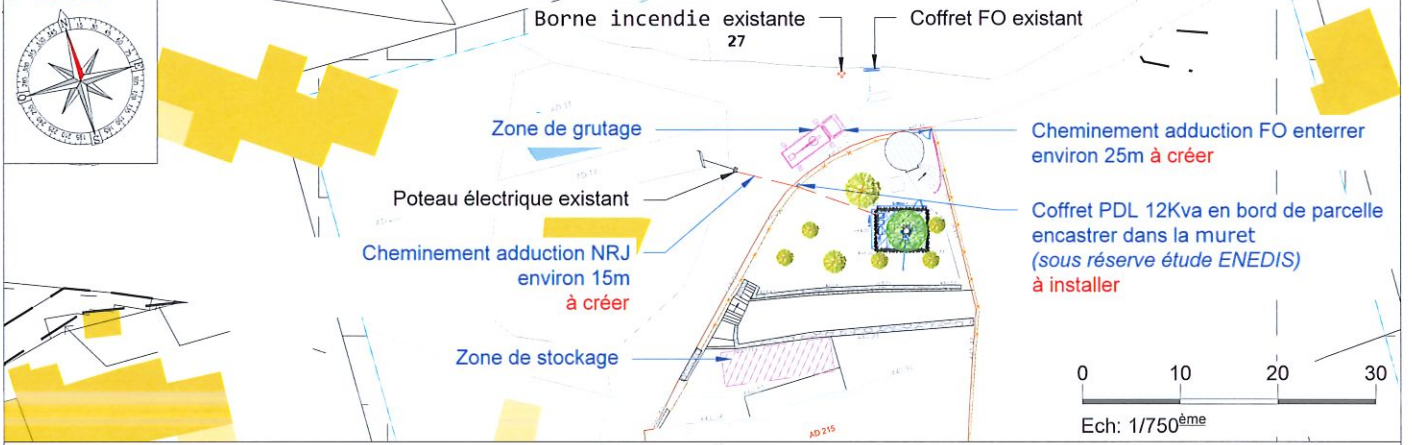 Borne incendie existante
27
Coffret FO existant
Zone de grutage
Cheminement adduction FO enterrer
environ 25m à créer
Poteau électrique existant
Coffret PDL 12Kva en bord de parcelle
encastrer dans la muret
(sous réserve étude ENEDIS)
à installer
Cheminement adduction NRJ
environ 15m
à créer
Zone de stockage
0 10 20 30
Ech: 1/750ème
AD 215
N
E
S
O